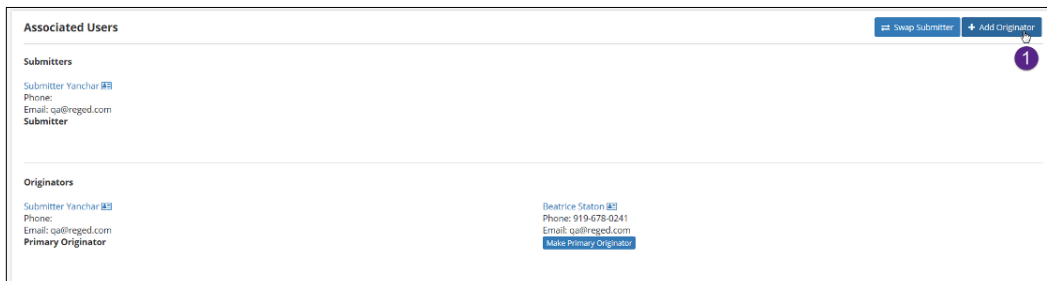 Associated Users
Swap Submitter
+ Add Originator
1
Submitters
Submitter Yanchar
Phone:
Email: qa@reged.com
Submitter
Originators
Submitter Yanchar
Phone:
Email: qa@reged.com
Primary Originator
Beatrice Staton
Phone: 919-678-0241
Email: qa@reged.com
Make Primary Originator